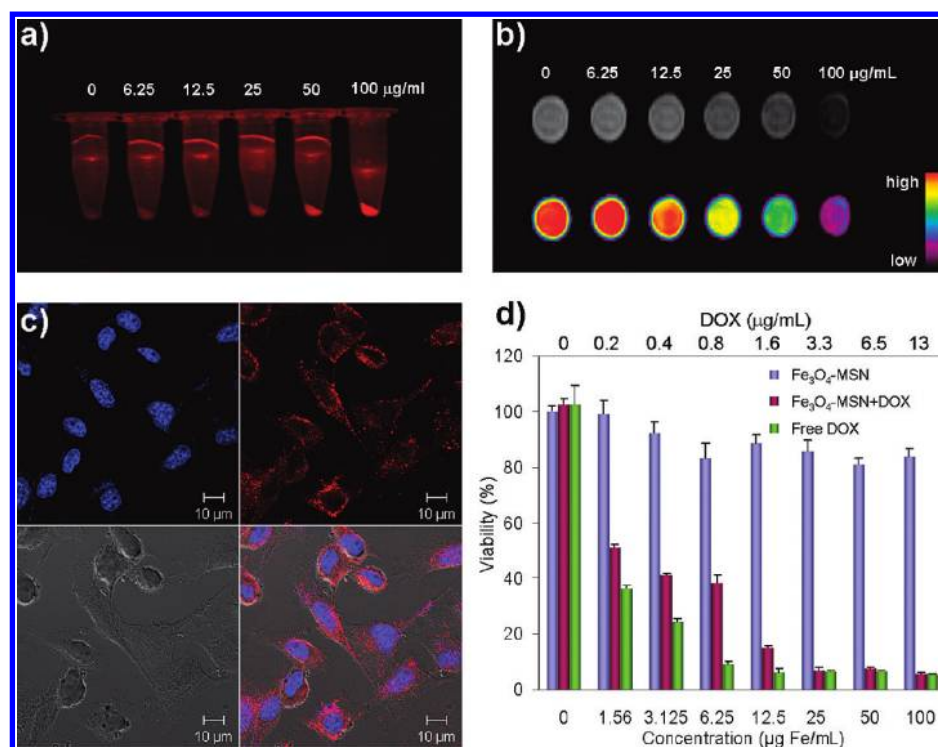 a)
0 6.25 12.5 25 50 100 μg/ml
b)
0 6.25 12.5 25 50 100 μg/mL
high
low
c)
10 μm
10 μm
10 μm
10 μm
d)
DOX (μg/mL)
0 0.2 0.4 0.8 1.6 3.3 6.5 13
120
100
80
60
40
20
0
Viability (%)
Fe₃O₄-MSN
Fe₃O₄-MSN+DOX
Free DOX
0 1.56 3.125 6.25 12.5 25 50 100
Concentration (μg Fe/mL)